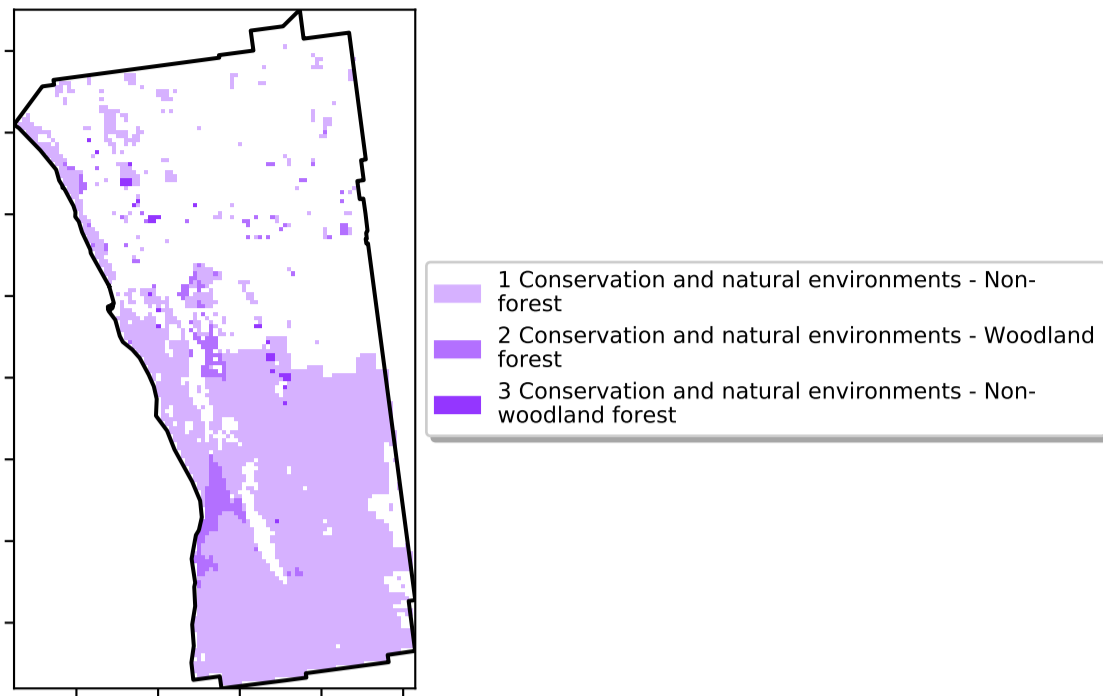 1 Conservation and natural environments - Non-
forest
2 Conservation and natural environments - Woodland
forest
3 Conservation and natural environments - Non-
woodland forest